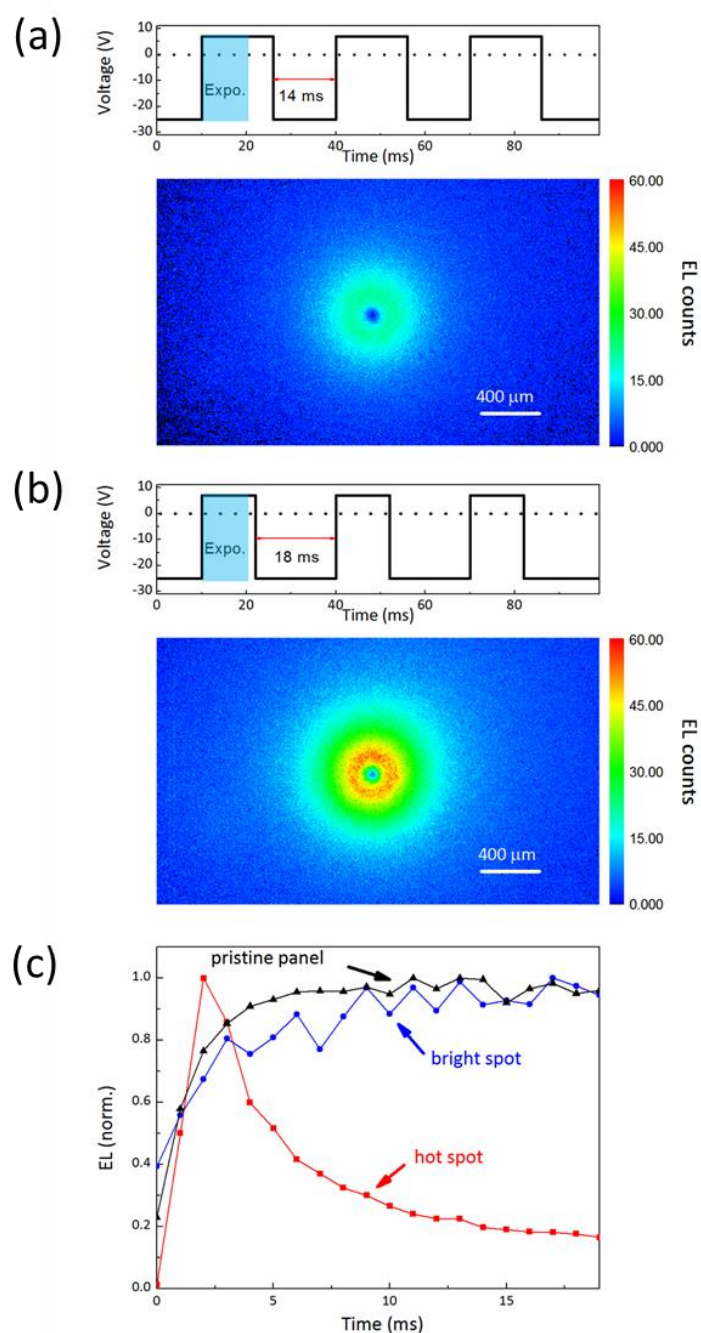 (a)
Voltage (V)
10
0
-10
-20
-30
Expo.
14 ms
0 20 40 60 80
Time (ms)
60.00
45.00
30.00
15.00
0.000
EL counts
400 μm
(b)
Voltage (V)
10
0
-10
-20
-30
Expo.
18 ms
0 20 40 60 80
Time (ms)
60.00
45.00
30.00
15.00
0.000
EL counts
400 μm
(c)
EL (norm.)
1.0
0.8
0.6
0.4
0.2
0.0
pristine panel
bright spot
hot spot
0 5 10 15
Time (ms)